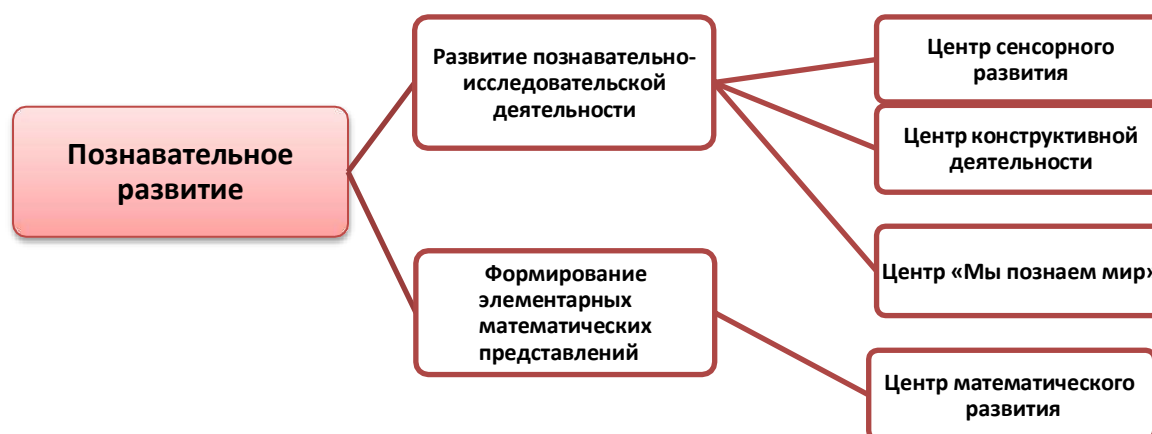 Познавательное
развитие
Развитие познавательно-
исследовательской
деятельности
Формирование
элементарных
математических
представлений
Центр сенсорного
развития
Центр конструктивной
деятельности
Центр «Мы познаем мир»
Центр математического
развития